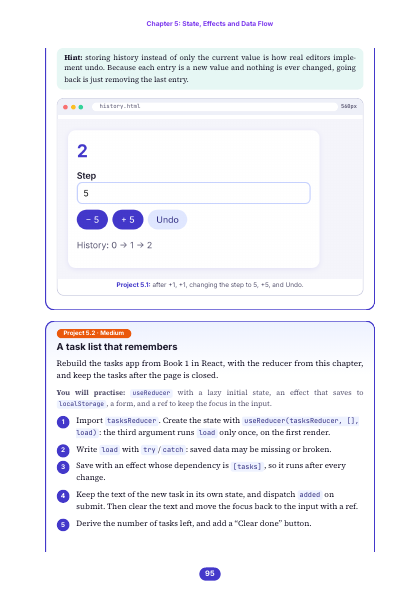 Chapter 5: State, Effects and Data Flow
Hint: storing history instead of only the current value is how real editors imple-
ment undo. Because each entry is a new value and nothing is ever changed, going
back is just removing the last entry.
history.html
560px
2
Step
5
− 5
+ 5
Undo
History: 0 → 1 → 2
Project 5.1: after +1, +1, changing the step to 5, +5, and Undo.
Project 5.2 · Medium
A task list that remembers
Rebuild the tasks app from Book 1 in React, with the reducer from this chapter,
and keep the tasks after the page is closed.
You will practise: useReducer with a lazy initial state, an effect that saves to
localStorage, a form, and a ref to keep the focus in the input.
1 Import tasksReducer. Create the state with useReducer(tasksReducer, [],
load): the third argument runs load only once, on the first render.
2 Write load with try/catch: saved data may be missing or broken.
3 Save with an effect whose dependency is [tasks], so it runs after every
change.
4 Keep the text of the new task in its own state, and dispatch added on
submit. Then clear the text and move the focus back to the input with a ref.
5 Derive the number of tasks left, and add a “Clear done” button.
95